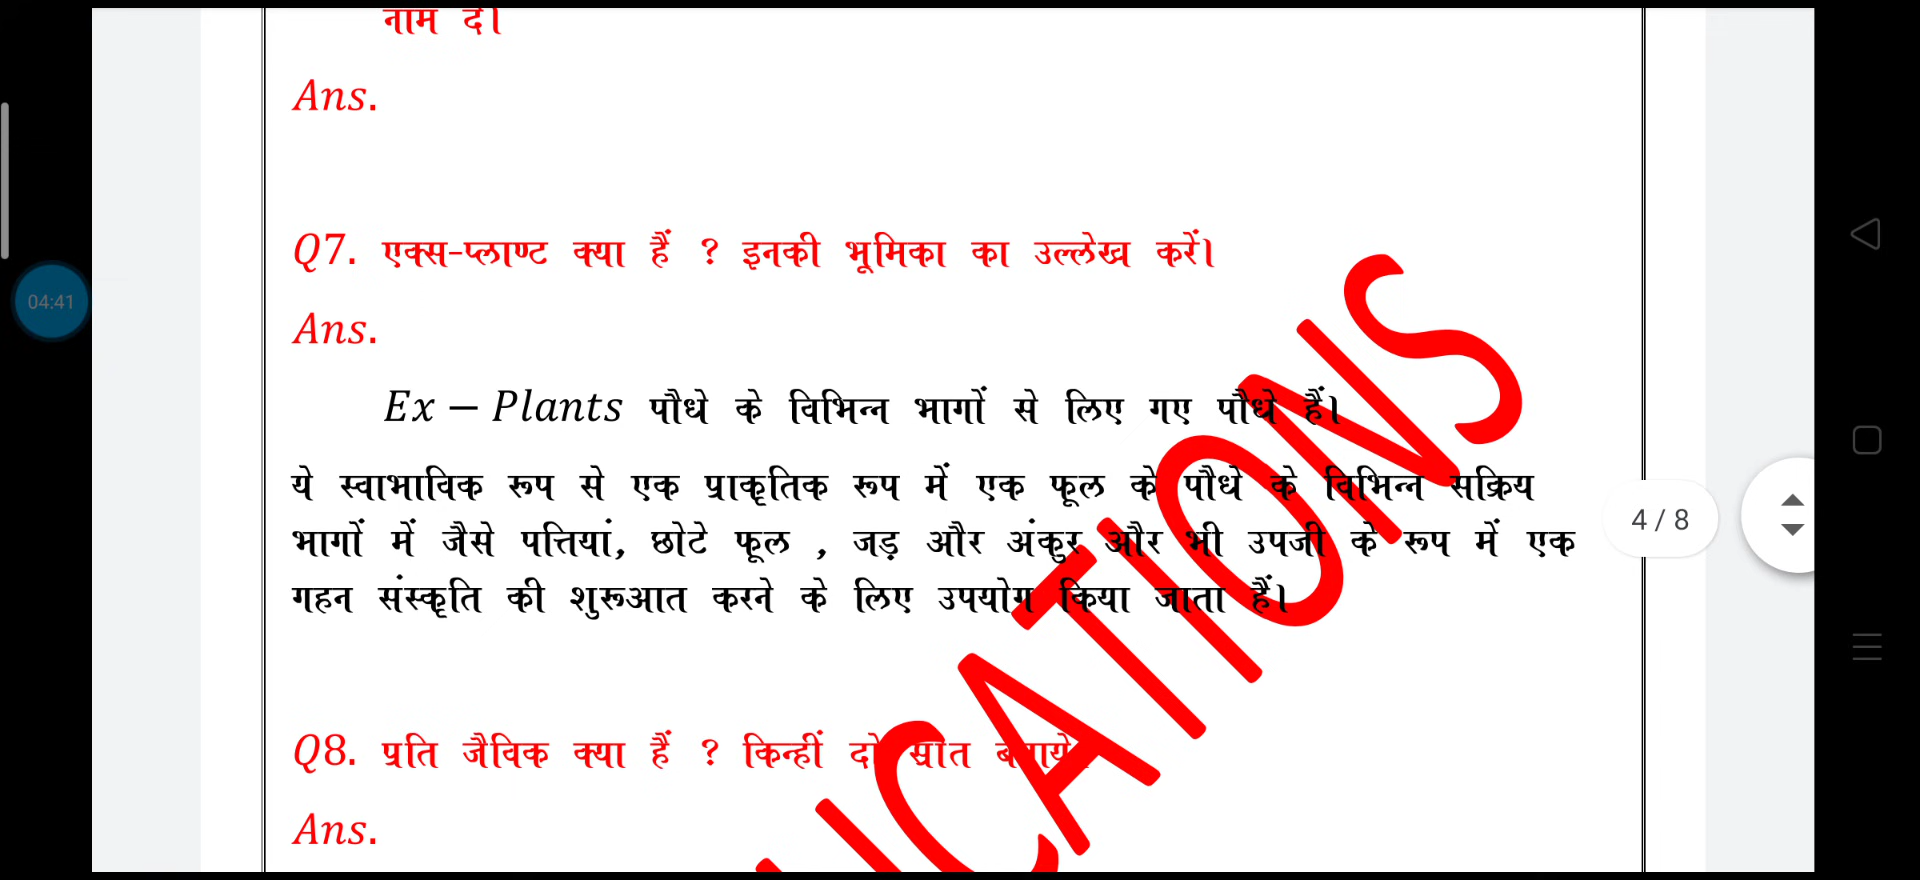 नाम दें।
Ans.
Q7. एक्स-प्लाण्ट क्या हैं ? इनकी भूमिका का उल्लेख करें।
Ans.
04:41
Ex – Plants पौधे के विभिन्न भागों से लिए गए पौधे हैं।
ये स्वाभाविक रूप से एक प्राकृतिक रूप में एक फूल के पौधे के विभिन्न सक्रिय
भागों में जैसे पत्तियां, छोटे फूल , जड़ और अंकुर और भी उपजी के रूप में एक
4 / 8
गहन संस्कृति की शुरूआत करने के लिए उपयोग किया जाता हैं।
Q8. प्रति जैविक क्या हैं ? किन्हीं दो स्रोत बताये
Ans.
ICATIONS